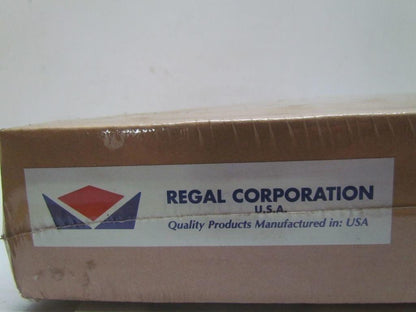 REGAL CORPORATION
U.S.A.
Quality Products Manufactured in: USA